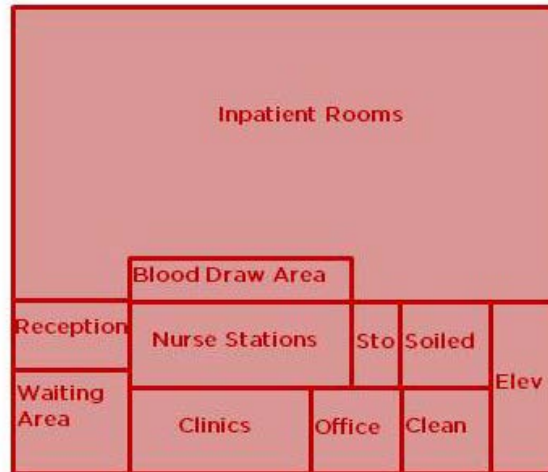 Inpatient Rooms
Blood Draw Area
Reception
Nurse Stations
Sto
Soiled
Elev
Waiting
Area
Clinics
Office
Clean